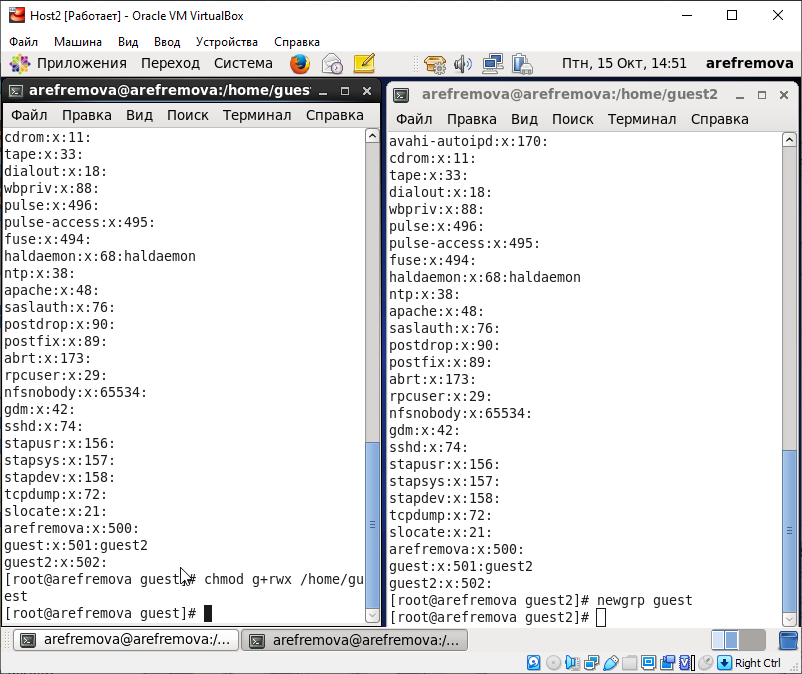 Host2 [Работает] - Oracle VM VirtualBox
Файл Машина Вид Ввод Устройства Справка
Приложения Переход Система Птн, 15 Окт, 14:51 arefremova
arefremova@arefremova:/home/guest
Файл Правка Вид Поиск Терминал Справка
cdrom:x:11:
tape:x:33:
dialout:x:18:
wbpriv:x:88:
pulse:x:496:
pulse-access:x:495:
fuse:x:494:
haldaemon:x:68:haldaemon
ntp:x:38:
apache:x:48:
saslauth:x:76:
postdrop:x:90:
postfix:x:89:
abrt:x:173:
rpcuser:x:29:
nfsnobody:x:65534:
gdm:x:42:
sshd:x:74:
stapusr:x:156:
stapsys:x:157:
stapdev:x:158:
tcpdump:x:72:
slocate:x:21:
arefremova:x:500:
guest:x:501:guest2
guest2:x:502:
[root@arefremova guest]# chmod g+rwx /home/gu
est
[root@arefremova guest]#
arefremova@arefremova:/home/guest2
Файл Правка Вид Поиск Терминал Справка
avahi-autoipd:x:170:
cdrom:x:11:
tape:x:33:
dialout:x:18:
wbpriv:x:88:
pulse:x:496:
pulse-access:x:495:
fuse:x:494:
haldaemon:x:68:haldaemon
ntp:x:38:
apache:x:48:
saslauth:x:76:
postdrop:x:90:
postfix:x:89:
abrt:x:173:
rpcuser:x:29:
nfsnobody:x:65534:
gdm:x:42:
sshd:x:74:
stapusr:x:156:
stapsys:x:157:
stapdev:x:158:
tcpdump:x:72:
slocate:x:21:
arefremova:x:500:
guest:x:501:guest2
guest2:x:502:
[root@arefremova guest2]# newgrp guest
[root@arefremova guest2]#
arefremova@arefremova:/... arefremova@arefremova:/...
Right Ctrl